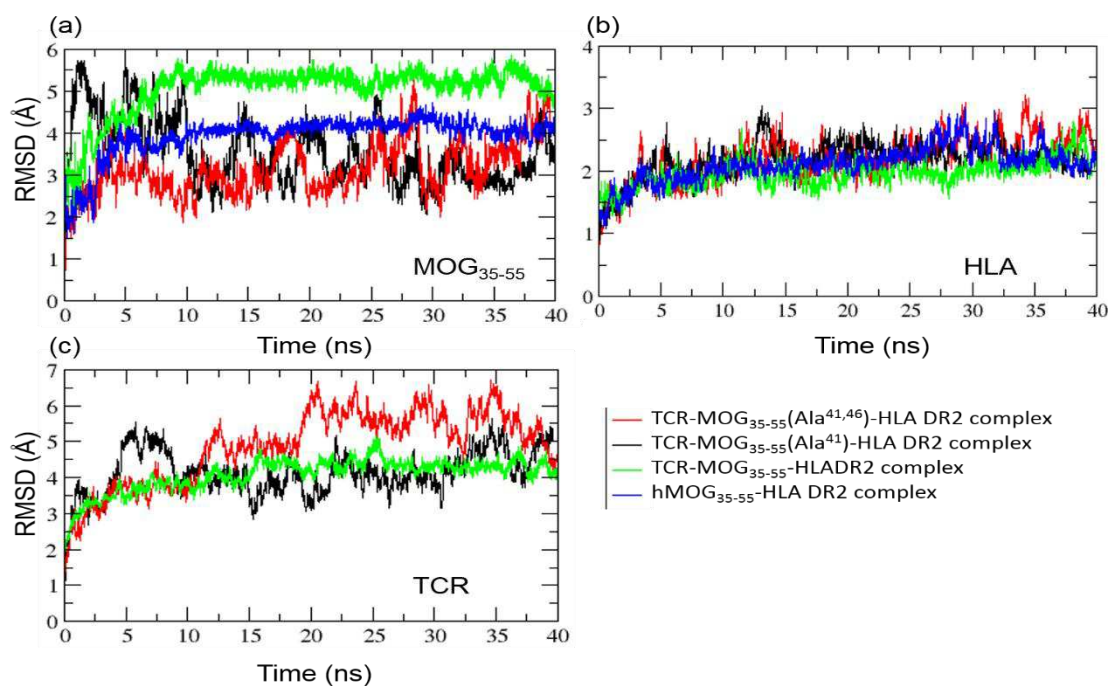 (a)
(b)
6
5
4
3
2
1
0
RMSD (Å)
0 5 10 15 20 25 30 35 40
Time (ns)
MOG35-55
4
3
2
1
0
0 5 10 15 20 25 30 35 40
Time (ns)
HLA
(c)
7
6
5
4
3
2
1
0
RMSD (Å)
0 5 10 15 20 25 30 35 40
Time (ns)
TCR
TCR-MOG35-55(Ala41,46)-HLA DR2 complex
TCR-MOG35-55(Ala41)-HLA DR2 complex
TCR-MOG35-55-HLADR2 complex
hMOG35-55-HLA DR2 complex